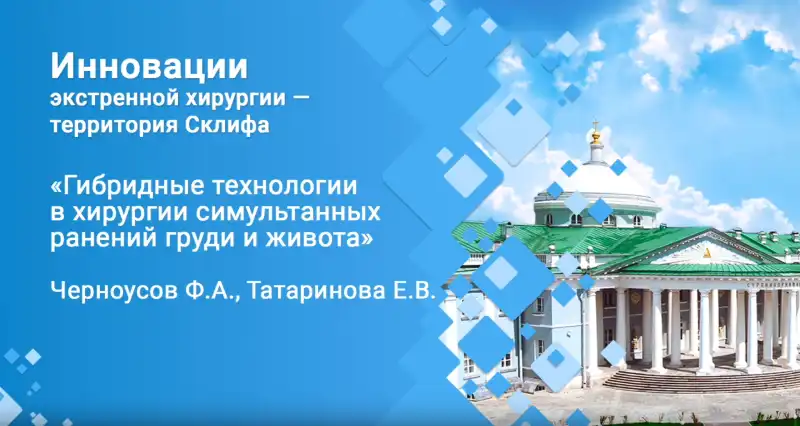 Инновации
экстренной хирургии —
территория Склифа
«Гибридные технологии
в хирургии симультанных
ранений груди и живота»
Черноусов Ф.А., Татаринова Е.В.